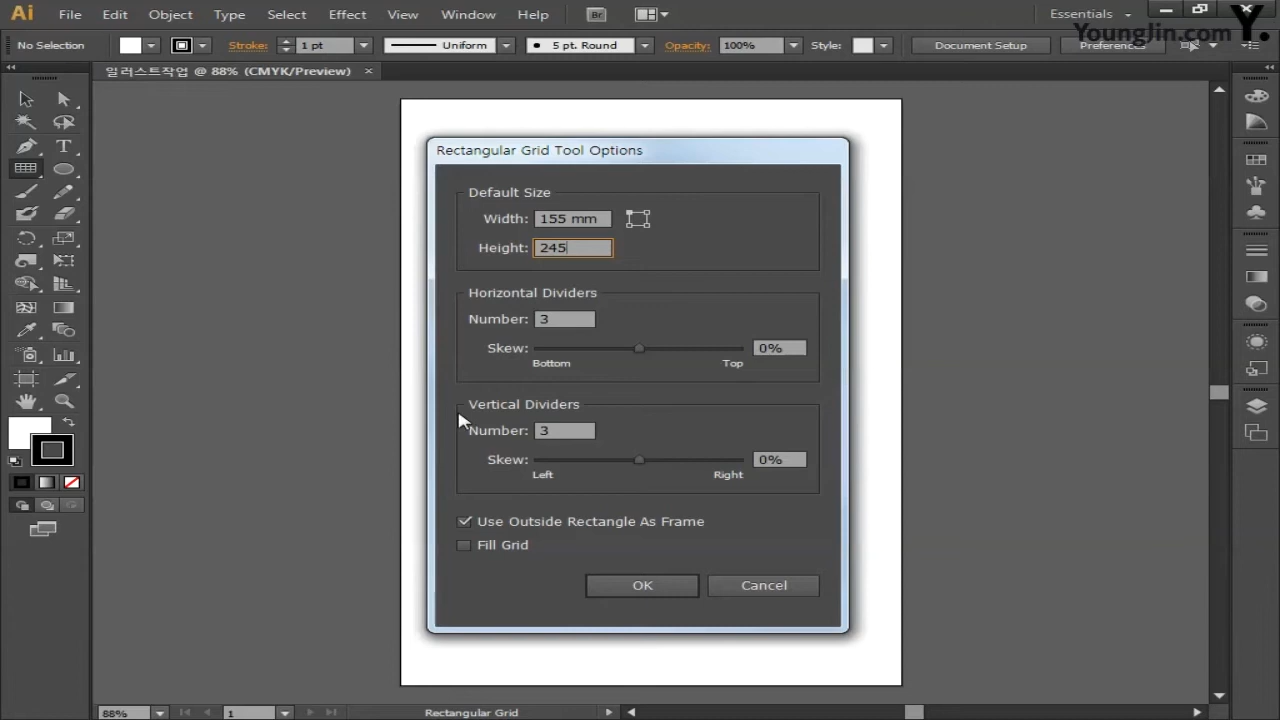 Ai File Edit Object Type Select Effect View Window Help Br Essentials
YoungJin.com Y.
No Selection Stroke: 1 pt Uniform 5 pt. Round Opacity: 100% Style: Document Setup Preferences
일러스트작업 @ 88% (CMYK/Preview) ×
Rectangular Grid Tool Options
Default Size
Width: 155 mm
Height: 245
Horizontal Dividers
Number: 3
Skew: 0%
Bottom Top
Vertical Dividers
Number: 3
Skew: 0%
Left Right
Use Outside Rectangle As Frame
Fill Grid
OK Cancel
88% 1 Rectangular Grid